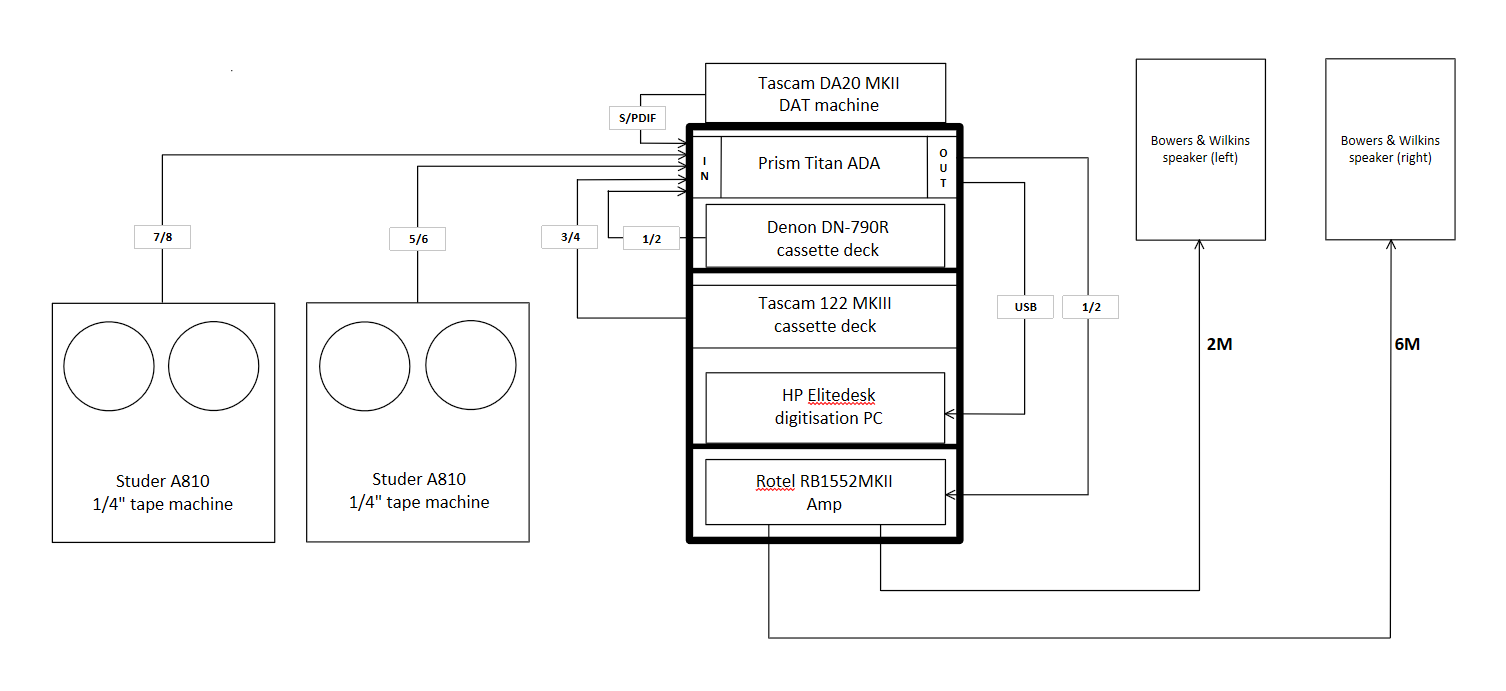 Tascam DA20 MKII
DAT machine
S/PDIF
I
N
Prism Titan ADA
O
U
T
Bowers & Wilkins
speaker (left)
Bowers & Wilkins
speaker (right)
7/8
5/6
3/4
1/2
Denon DN-790R
cassette deck
Tascam 122 MKIII
cassette deck
USB
1/2
2M
6M
HP Elitedesk
digitisation PC
Studer A810
1/4" tape machine
Studer A810
1/4" tape machine
Rotel RB1552MKII
Amp